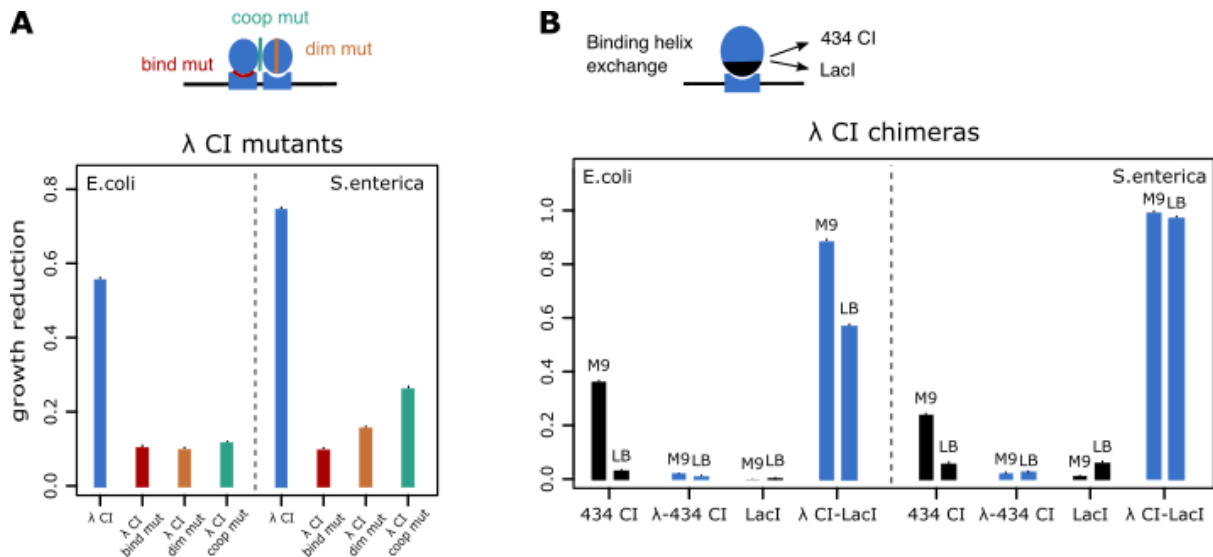 A
coop mut
bind mut
dim mut
λ CI mutants
E.coli
S.enterica
growth reduction
0.0
0.2
0.4
0.6
0.8
λ CI
λ CI
bind mut
λ CI
dim mut
λ CI
coop mut
λ CI
λ CI
bind mut
λ CI
dim mut
λ CI
coop mut
B
Binding helix
exchange
434 CI
LacI
λ CI chimeras
E.coli
S.enterica
0.0
0.2
0.4
0.6
0.8
1.0
M9
LB
M9 LB
M9 LB
M9
LB
M9
LB
M9 LB
M9
LB
M9 LB
434 CI
λ-434 CI
LacI
λ CI-LacI
434 CI
λ-434 CI
LacI
λ CI-LacI